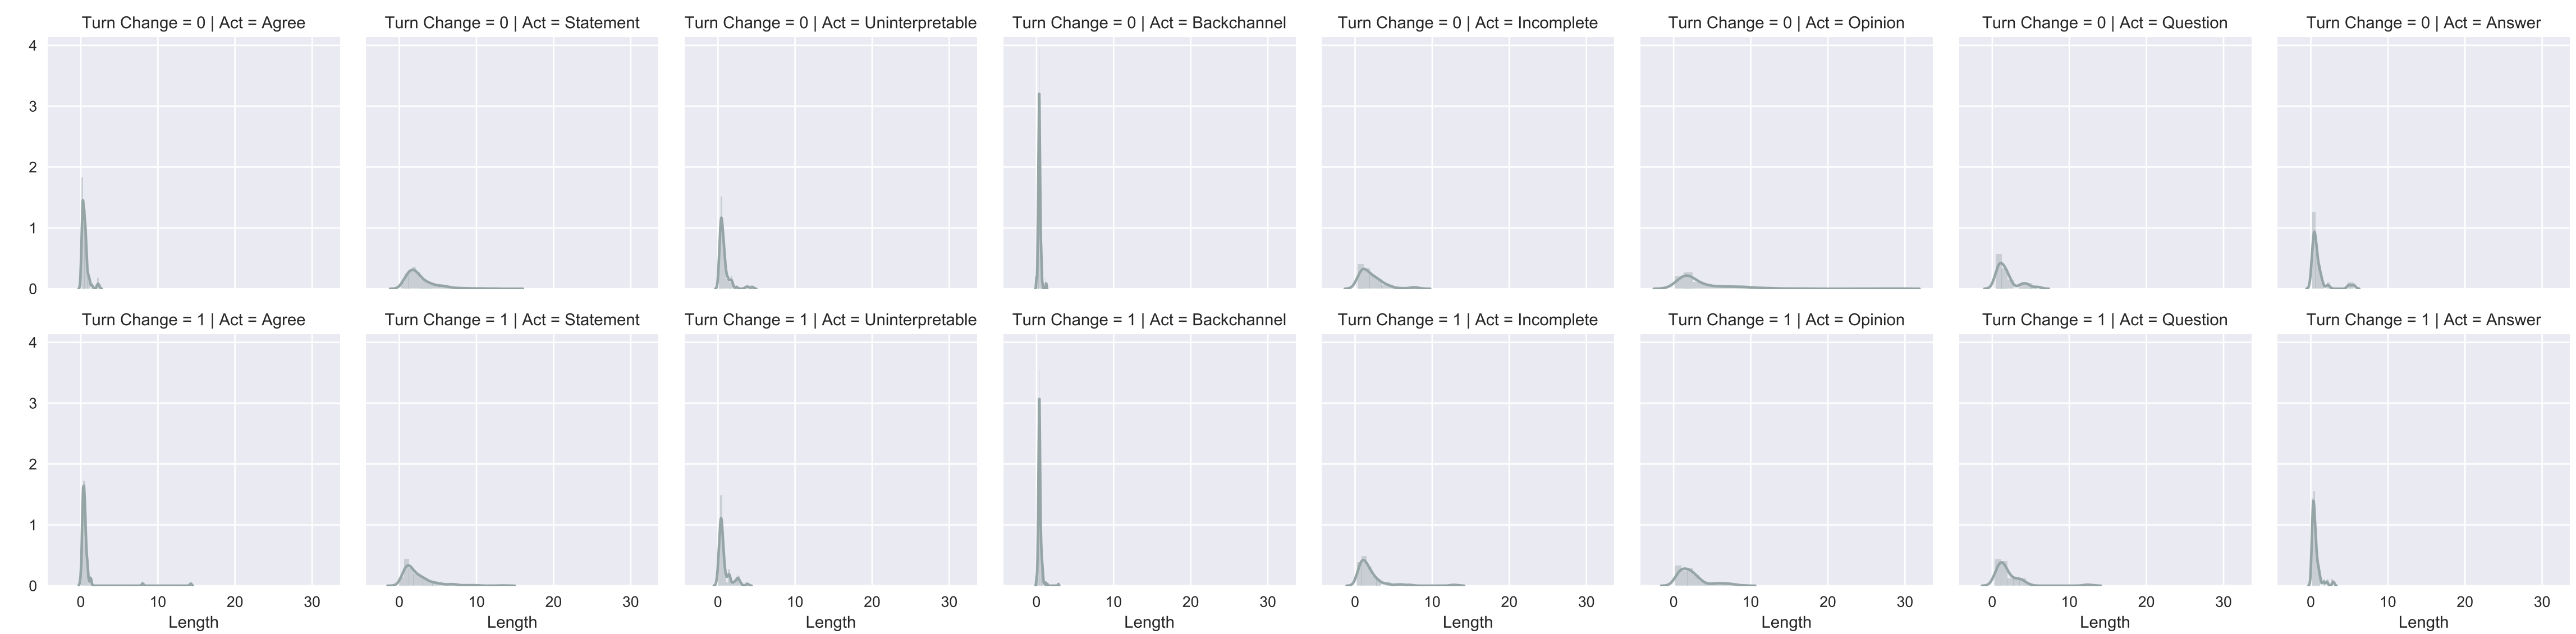 Turn Change = 0 | Act = Agree
Turn Change = 0 | Act = Statement
Turn Change = 0 | Act = Uninterpretable
Turn Change = 0 | Act = Backchannel
Turn Change = 0 | Act = Incomplete
Turn Change = 0 | Act = Opinion
Turn Change = 0 | Act = Question
Turn Change = 0 | Act = Answer
4
3
2
1
0
Turn Change = 1 | Act = Agree
Turn Change = 1 | Act = Statement
Turn Change = 1 | Act = Uninterpretable
Turn Change = 1 | Act = Backchannel
Turn Change = 1 | Act = Incomplete
Turn Change = 1 | Act = Opinion
Turn Change = 1 | Act = Question
Turn Change = 1 | Act = Answer
4
3
2
1
0
0 10 20 30
0 10 20 30
0 10 20 30
0 10 20 30
0 10 20 30
0 10 20 30
0 10 20 30
0 10 20 30
Length
Length
Length
Length
Length
Length
Length
Length